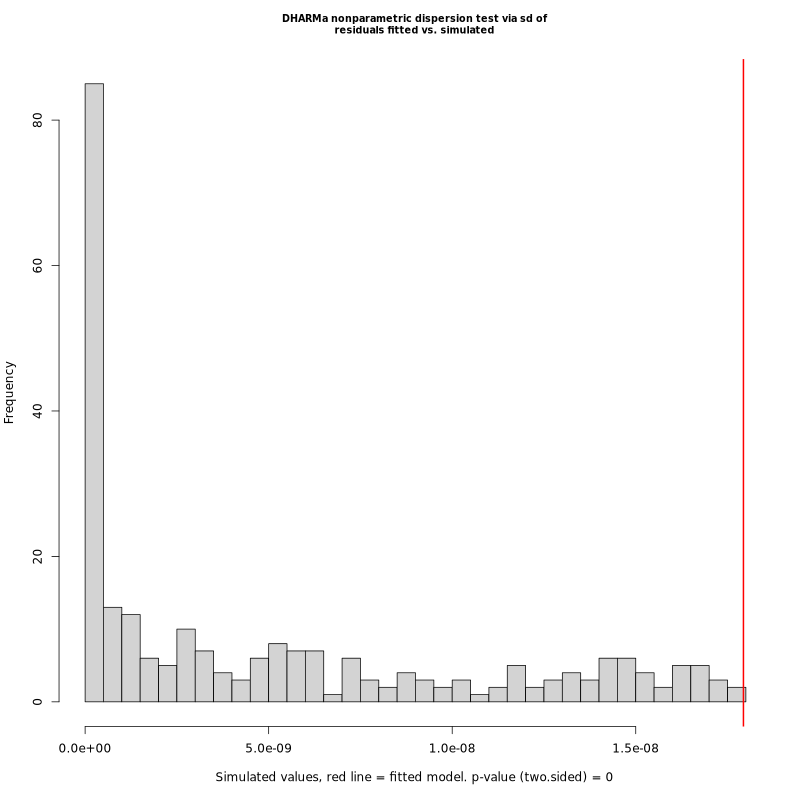 DHARMa nonparametric dispersion test via sd of
residuals fitted vs. simulated
Frequency
80
60
40
20
0
0.0e+00 5.0e-09 1.0e-08 1.5e-08
Simulated values, red line = fitted model. p-value (two.sided) = 0